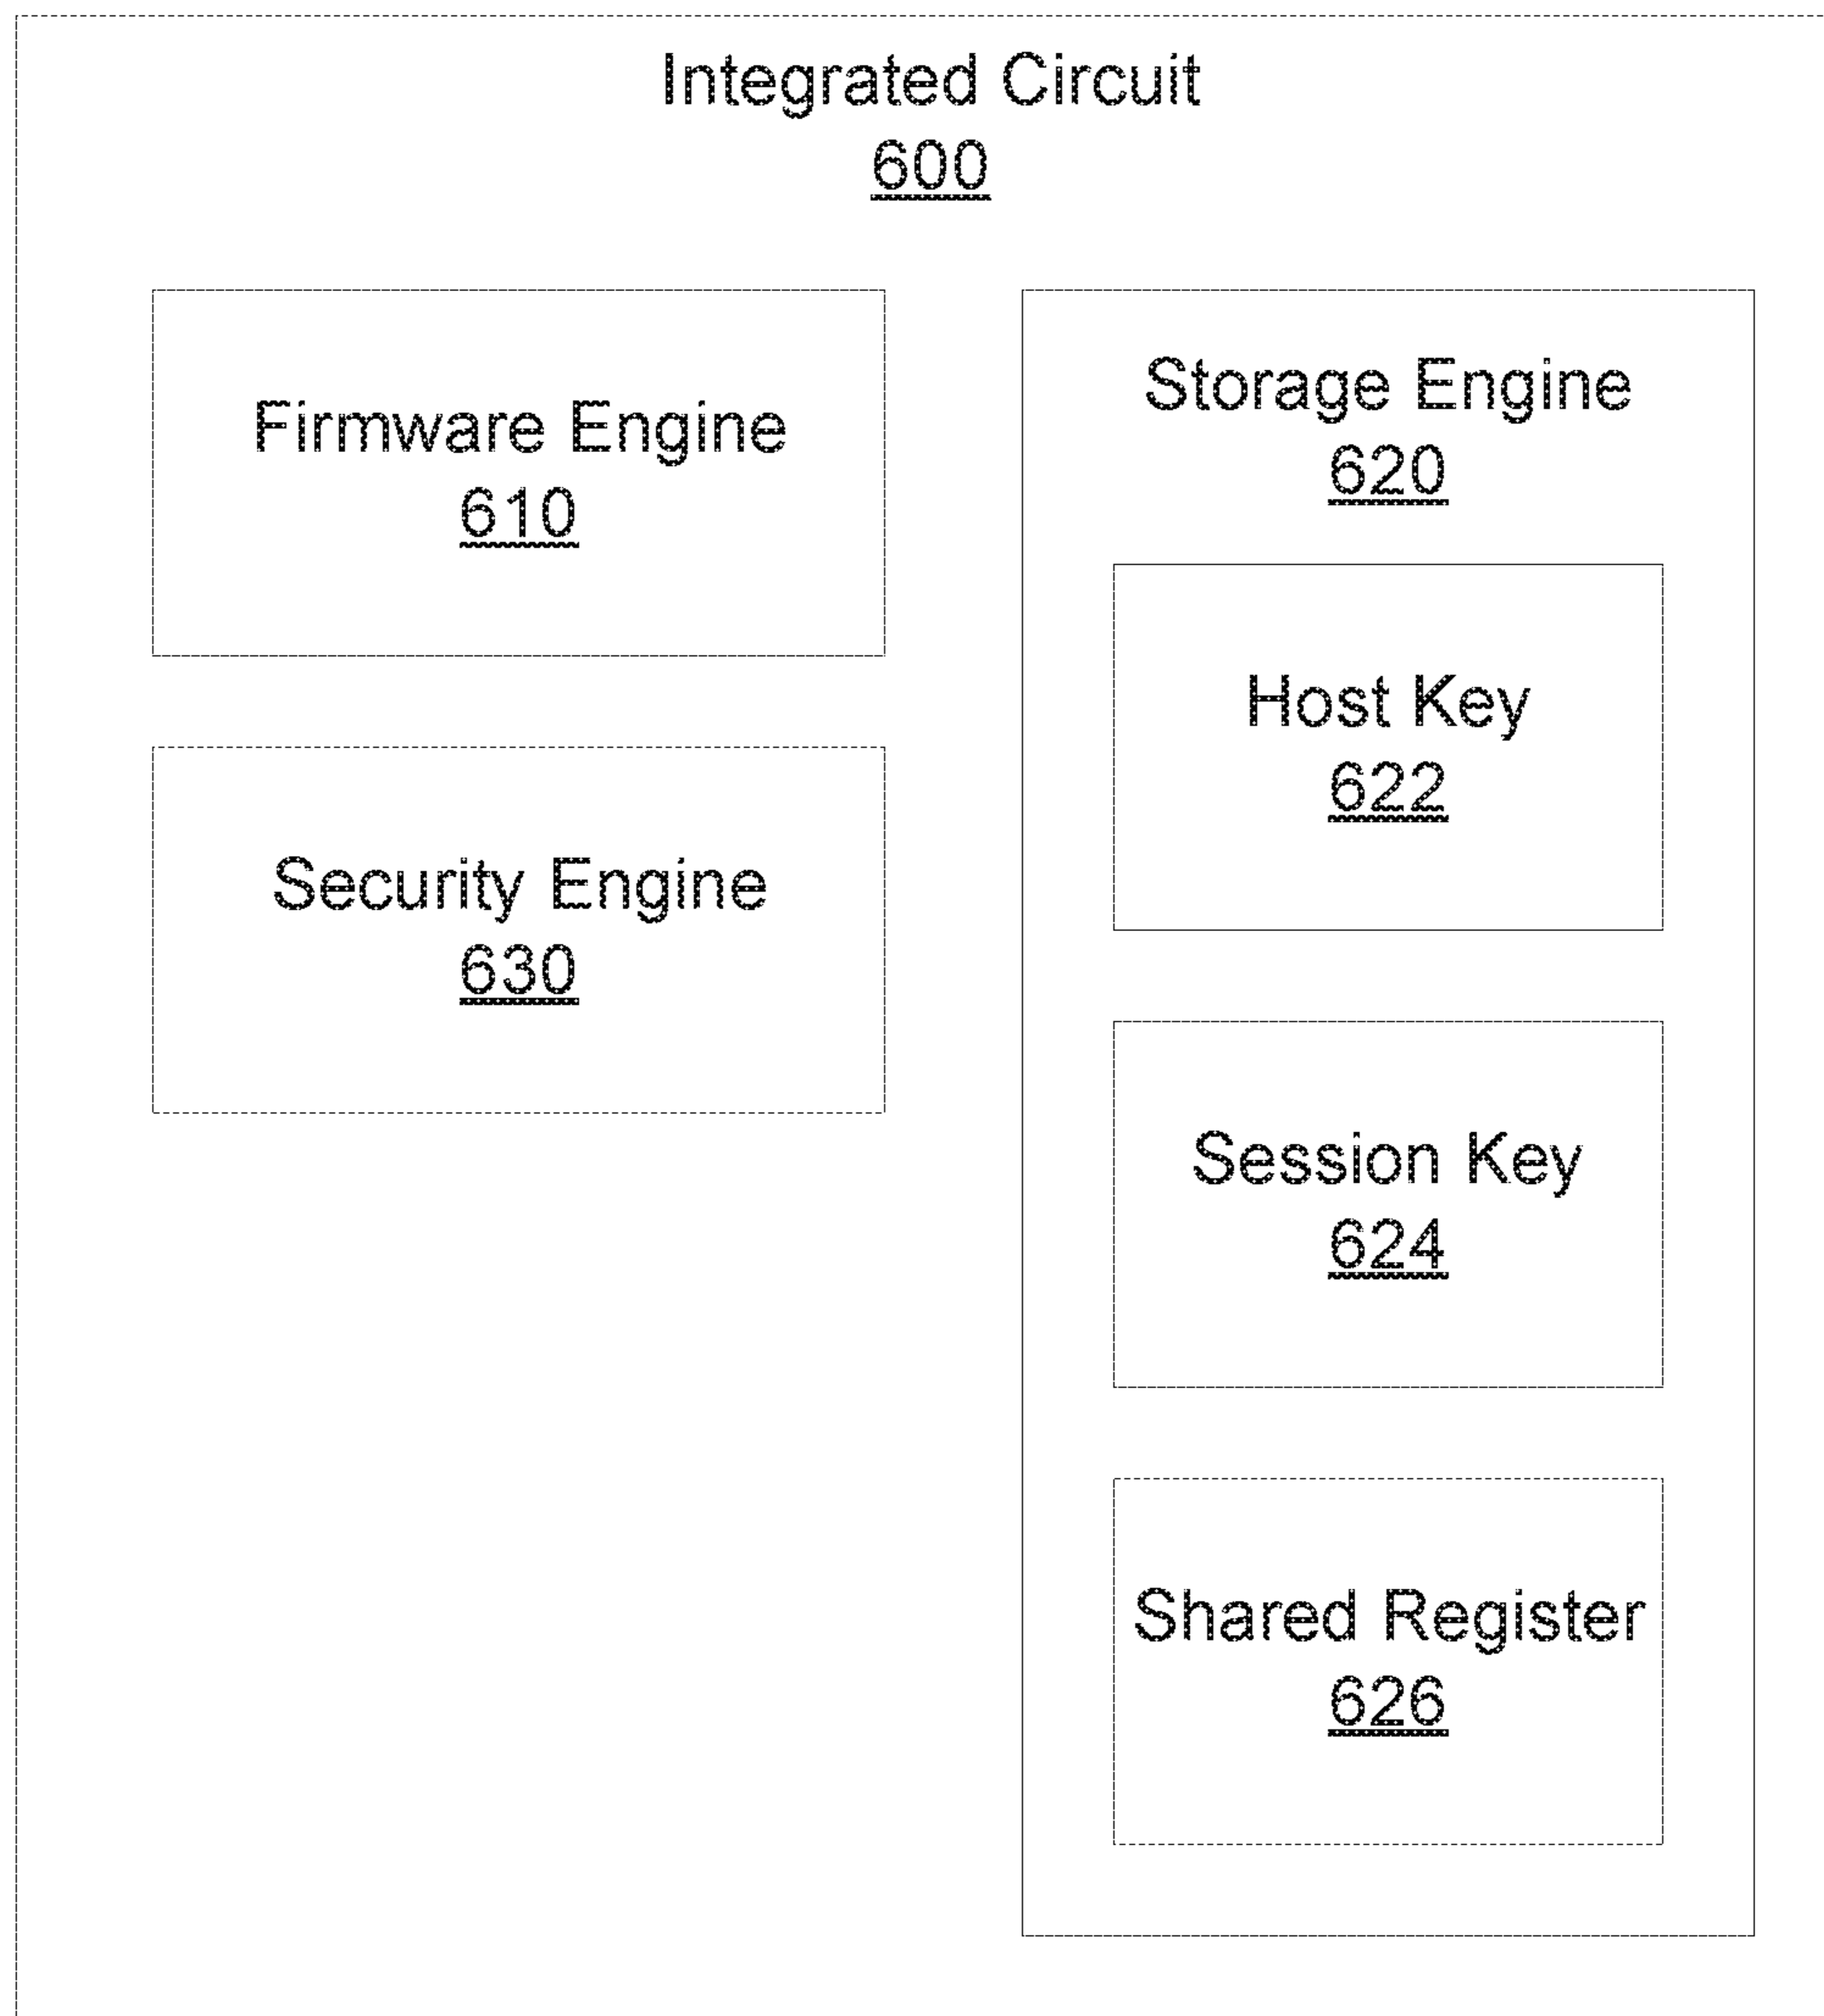 Integrated Circuit
600
Firmware Engine
610
Security Engine
630
Storage Engine
620
Host Key
622
Session Key
624
Shared Register
626